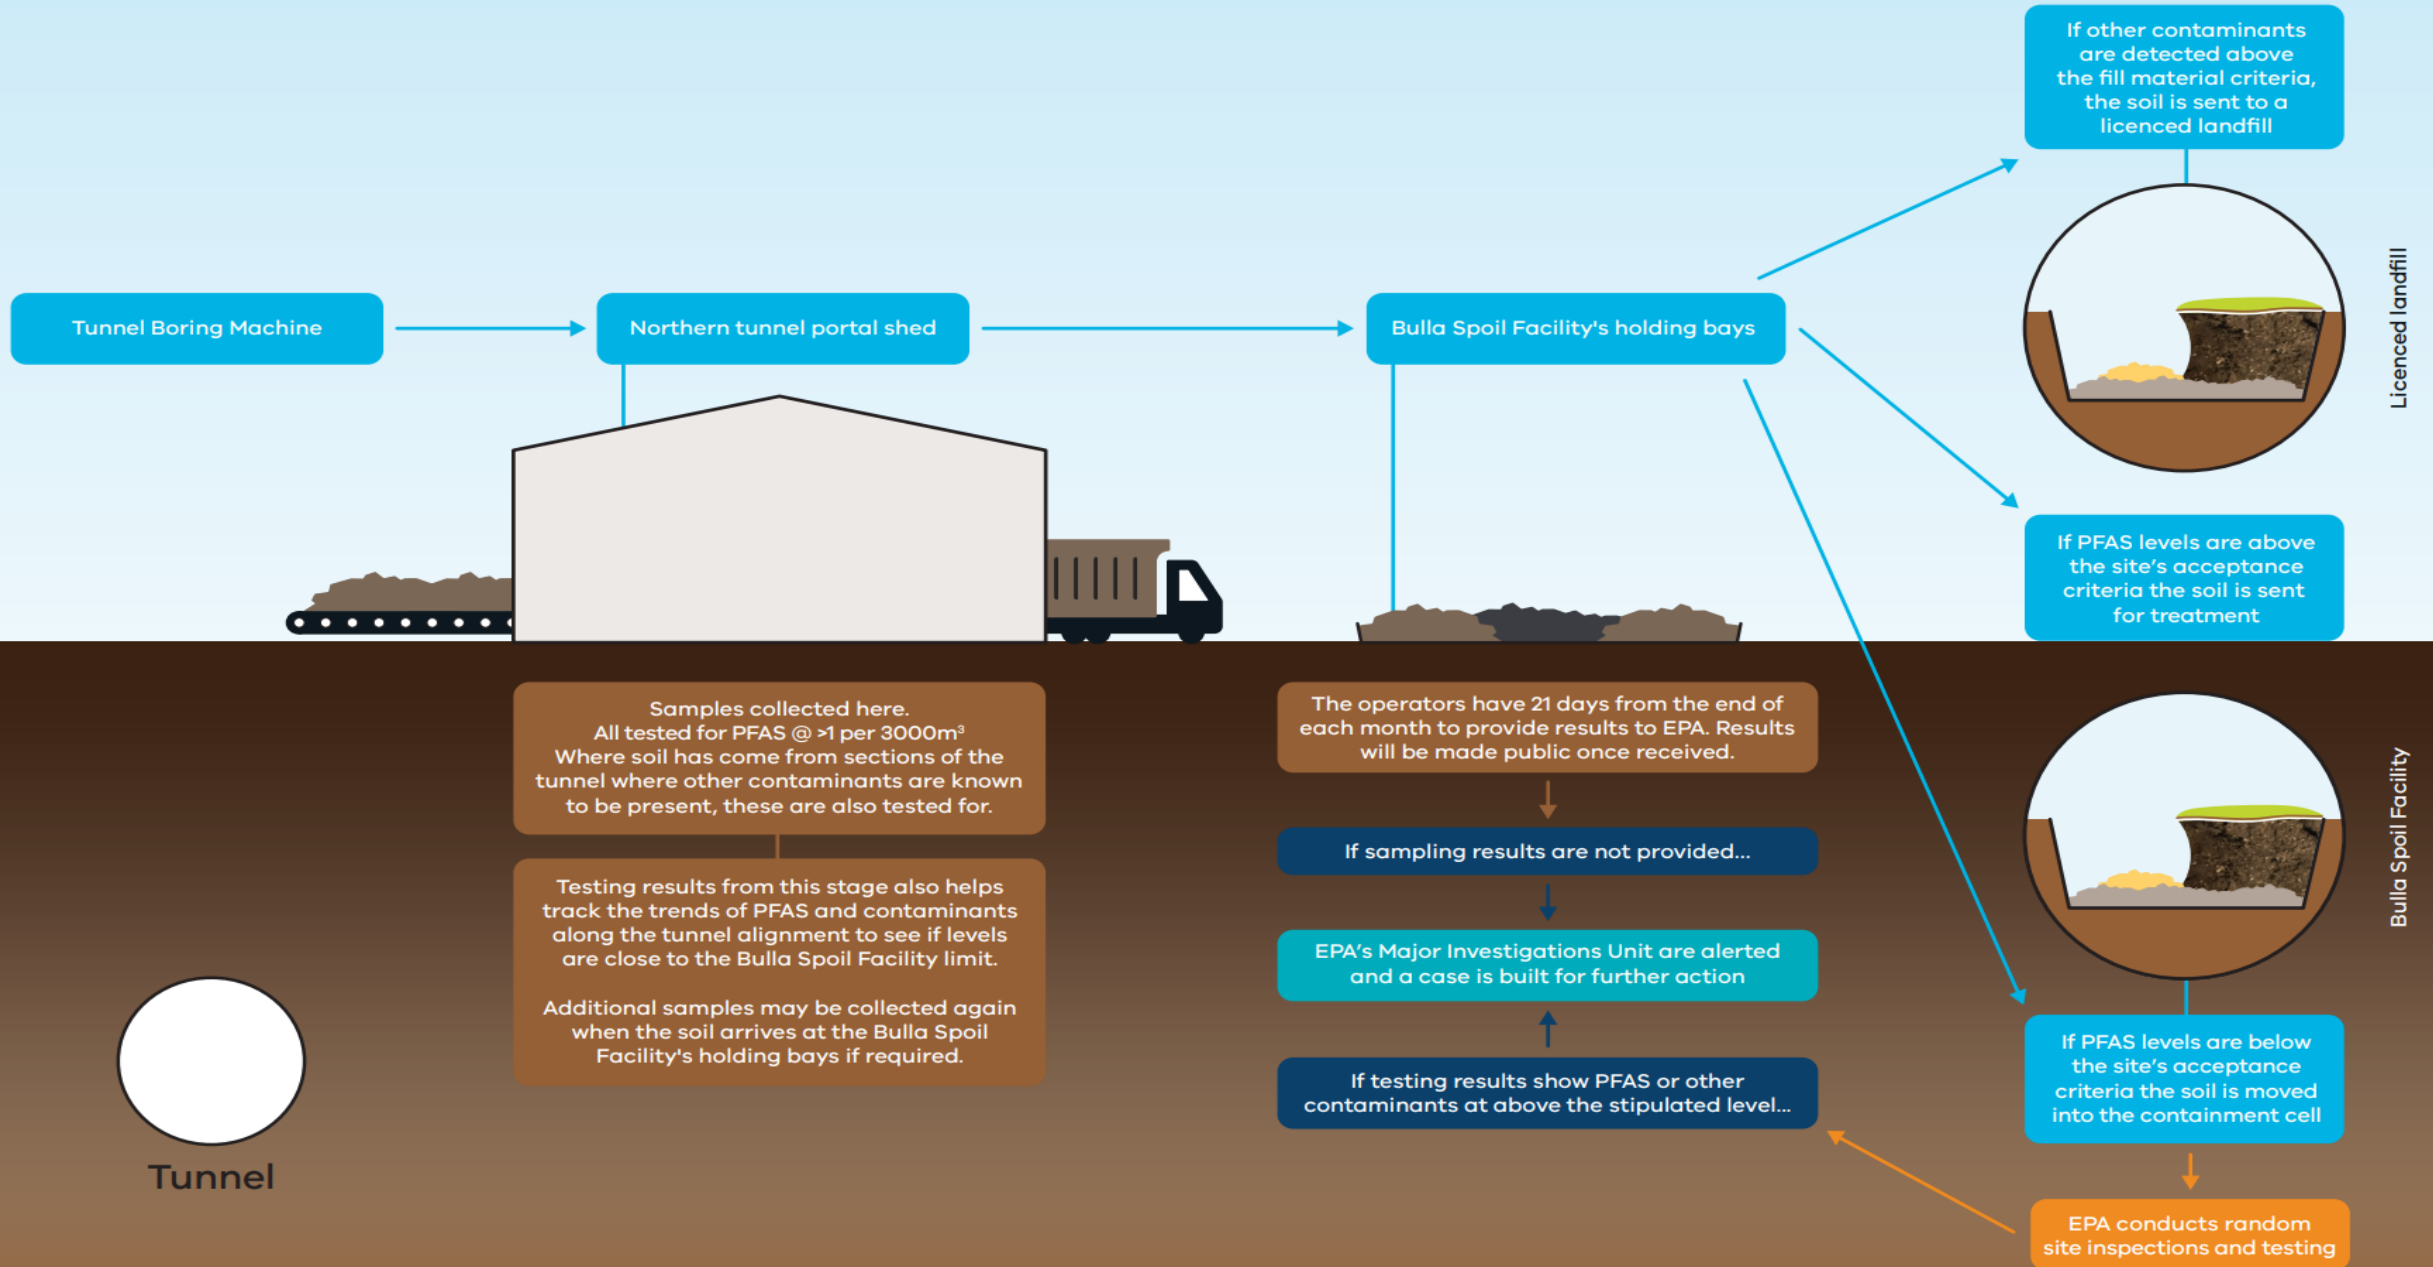 If other contaminants
are detected above
the fill material criteria,
the soil is sent to a
licenced landfill
Tunnel Boring Machine
Northern tunnel portal shed
Bulla Spoil Facility's holding bays
Licenced landfill
If PFAS levels are above
the site's acceptance
criteria the soil is sent
for treatment
Samples collected here.
All tested for PFAS @ >1 per 3000m³
Where soil has come from sections of the
tunnel where other contaminants are known
to be present, these are also tested for.
Testing results from this stage also helps
track the trends of PFAS and contaminants
along the tunnel alignment to see if levels
are close to the Bulla Spoil Facility limit.
Additional samples may be collected again
when the soil arrives at the Bulla Spoil
Facility's holding bays if required.
The operators have 21 days from the end of
each month to provide results to EPA. Results
will be made public once received.
If sampling results are not provided...
EPA's Major Investigations Unit are alerted
and a case is built for further action
If testing results show PFAS or other
contaminants at above the stipulated level...
Bulla Spoil Facility
If PFAS levels are below
the site's acceptance
criteria the soil is moved
into the containment cell
EPA conducts random
site inspections and testing
Tunnel